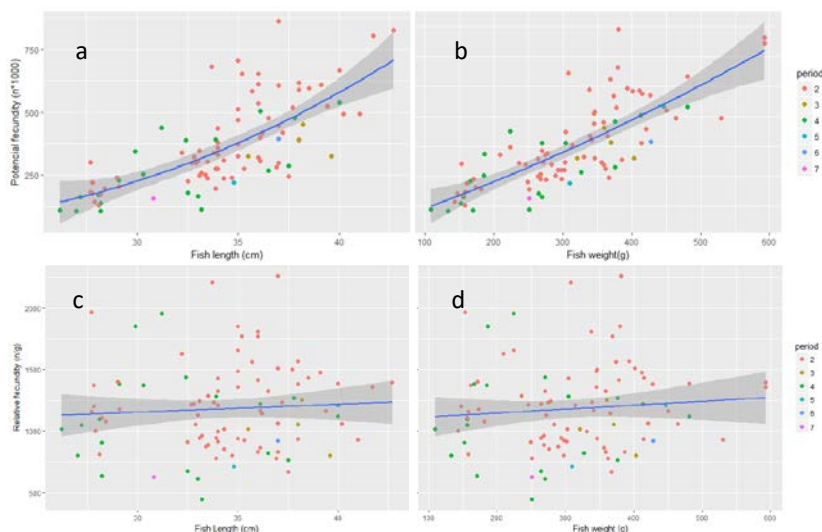 a
b
Potencial fecundity (n*1000)
750
500
250
30 35 40
Fish length (cm)
100 200 300 400 500 600
Fish weight(g)
period
2
3
4
5
6
7
c
d
Relative fecundity (n/g)
2000
1500
1000
500
30 35 40
Fish Length (cm)
100 200 300 400 500 600
Fish weight (g)
period
2
3
4
5
6
7